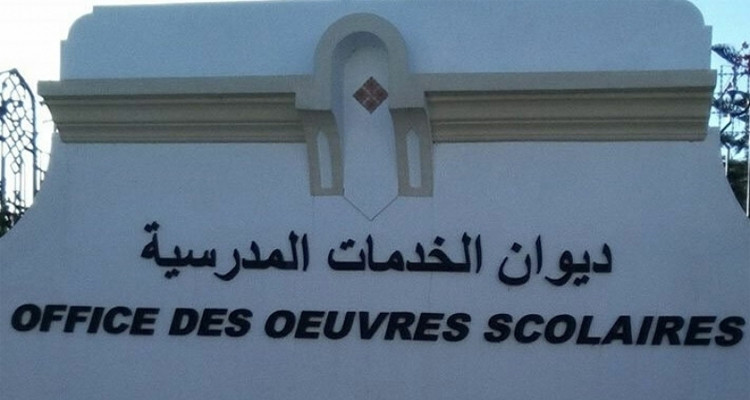 ديوان الخدمات المدرسية
OFFICE DES OEUVRES SCOLAIRES